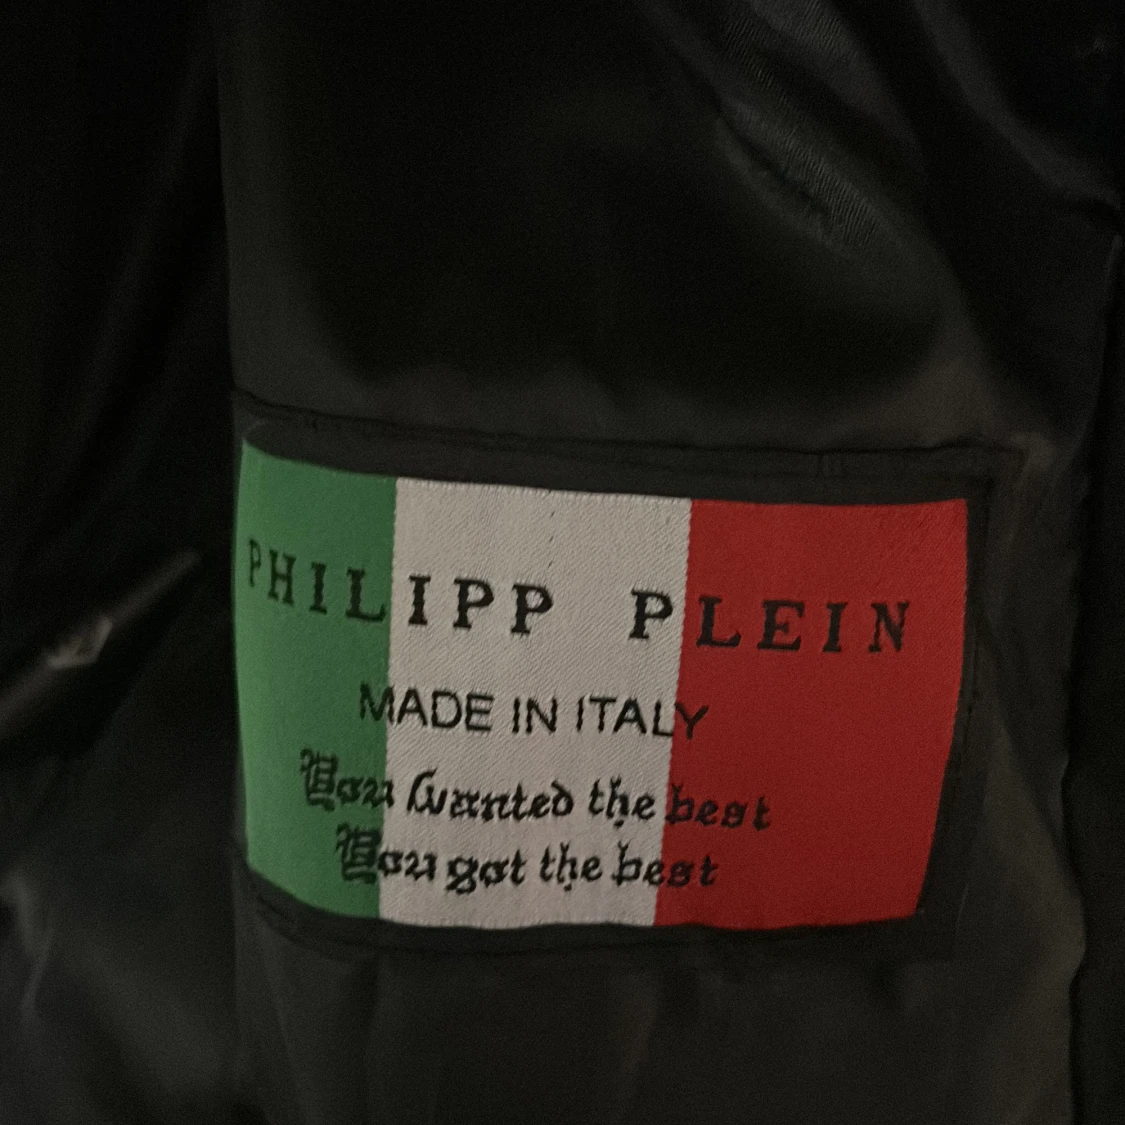 PHILIPP PLEIN
MADE IN ITALY
You wanted the best
You got the best